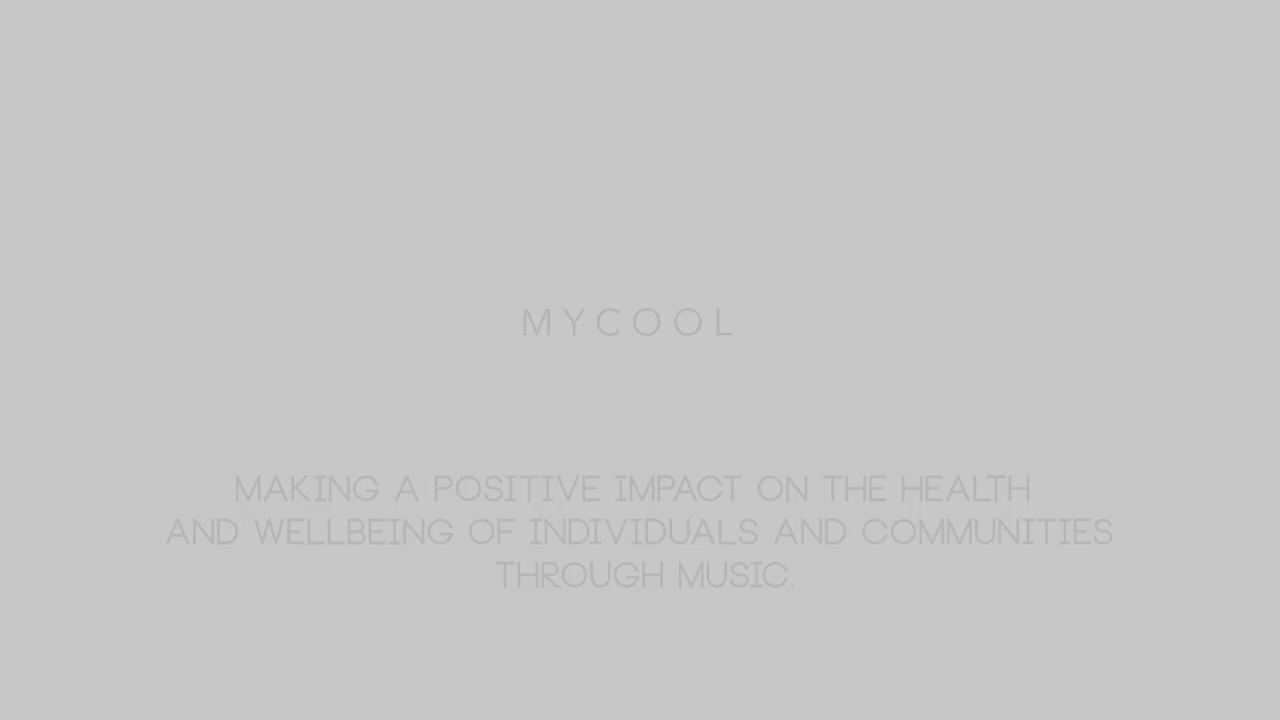 MYCOOL
MAKING A POSITIVE IMPACT ON THE HEALTH
AND WELLBEING OF INDIVIDUALS AND COMMUNITIES
THROUGH MUSIC.